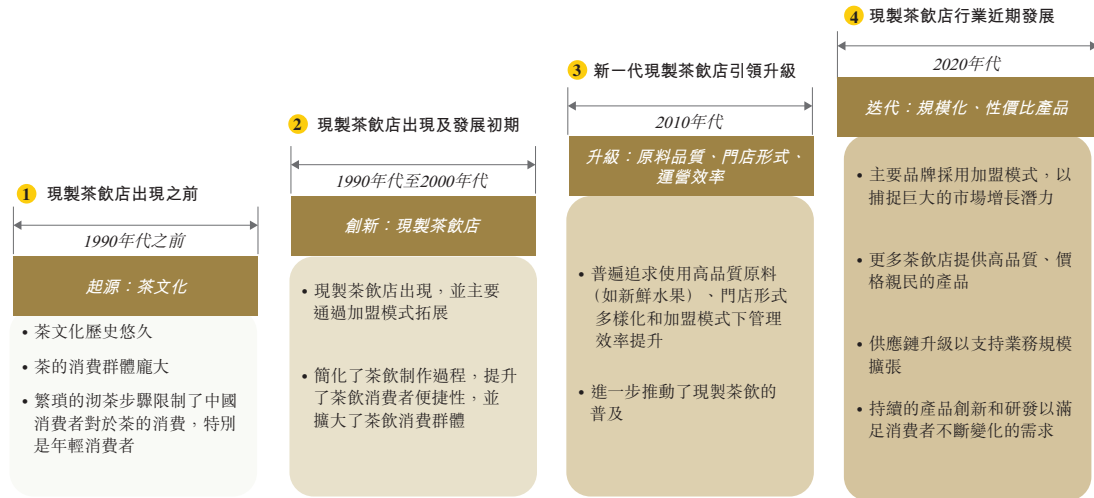 1 現製茶飲店出現之前
1990年代之前
起源：茶文化
• 茶文化歷史悠久
• 茶的消費群體龐大
• 繁瑣的沏茶步驟限制了中國
消費者對於茶的消費，特別
是年輕消費者
2 現製茶飲店出現及發展初期
1990年代至2000年代
創新：現製茶飲店
• 現製茶飲店出現，並主要
通過加盟模式拓展
• 簡化了茶飲制作過程，提升
了茶飲消費者便捷性，並
擴大了茶飲消費群體
3 新一代現製茶飲店引領升級
2010年代
升級：原料品質、門店形式、
運營效率
• 普遍追求使用高品質原料
（如新鮮水果）、門店形式
多樣化和加盟模式下管理
效率提升
• 進一步推動了現製茶飲的
普及
4 現製茶飲店行業近期發展
2020年代
迭代：規模化、性價比產品
• 主要品牌採用加盟模式，以
捕捉巨大的市場增長潛力
• 更多茶飲店提供高品質、價
格親民的產品
• 供應鏈升級以支持業務規模
擴張
• 持續的產品創新和研發以滿
足消費者不斷變化的需求